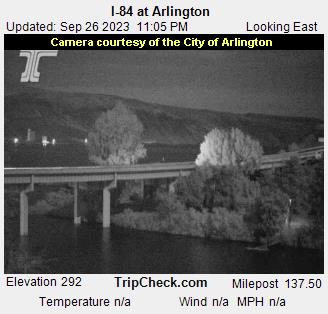 I-84 at Arlington
Updated: Sep 26 2023 11:05 PM Looking East
Camera courtesy of the City of Arlington
Elevation 292 TripCheck.com Milepost 137.50
Temperature n/a Wind n/a MPH n/a